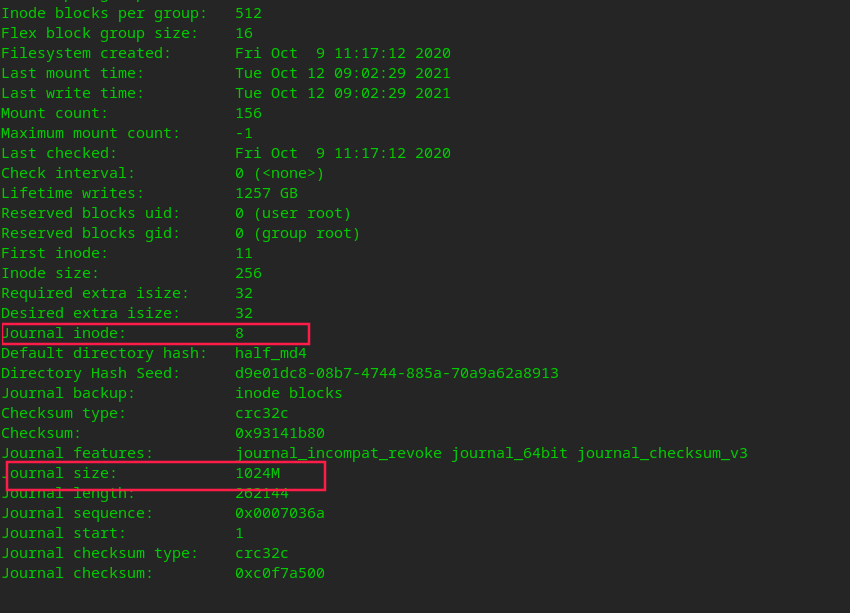 Inode blocks per group:   512
Flex block group size:    16
Filesystem created:       Fri Oct  9 11:17:12 2020
Last mount time:          Tue Oct 12 09:02:29 2021
Last write time:          Tue Oct 12 09:02:29 2021
Mount count:              156
Maximum mount count:      -1
Last checked:             Fri Oct  9 11:17:12 2020
Check interval:           0 (<none>)
Lifetime writes:          1257 GB
Reserved blocks uid:      0 (user root)
Reserved blocks gid:      0 (group root)
First inode:              11
Inode size:               256
Required extra isize:     32
Desired extra isize:      32
Journal inode:            8
Default directory hash:   half_md4
Directory Hash Seed:      d9e01dc8-08b7-4744-885a-70a9a62a8913
Journal backup:           inode blocks
Checksum type:            crc32c
Checksum:                 0x93141b80
Journal features:         journal_incompat_revoke journal_64bit journal_checksum_v3
Journal size:             1024M
Journal length:           262144
Journal sequence:         0x0007036a
Journal start:            1
Journal checksum type:    crc32c
Journal checksum:         0xc0f7a500